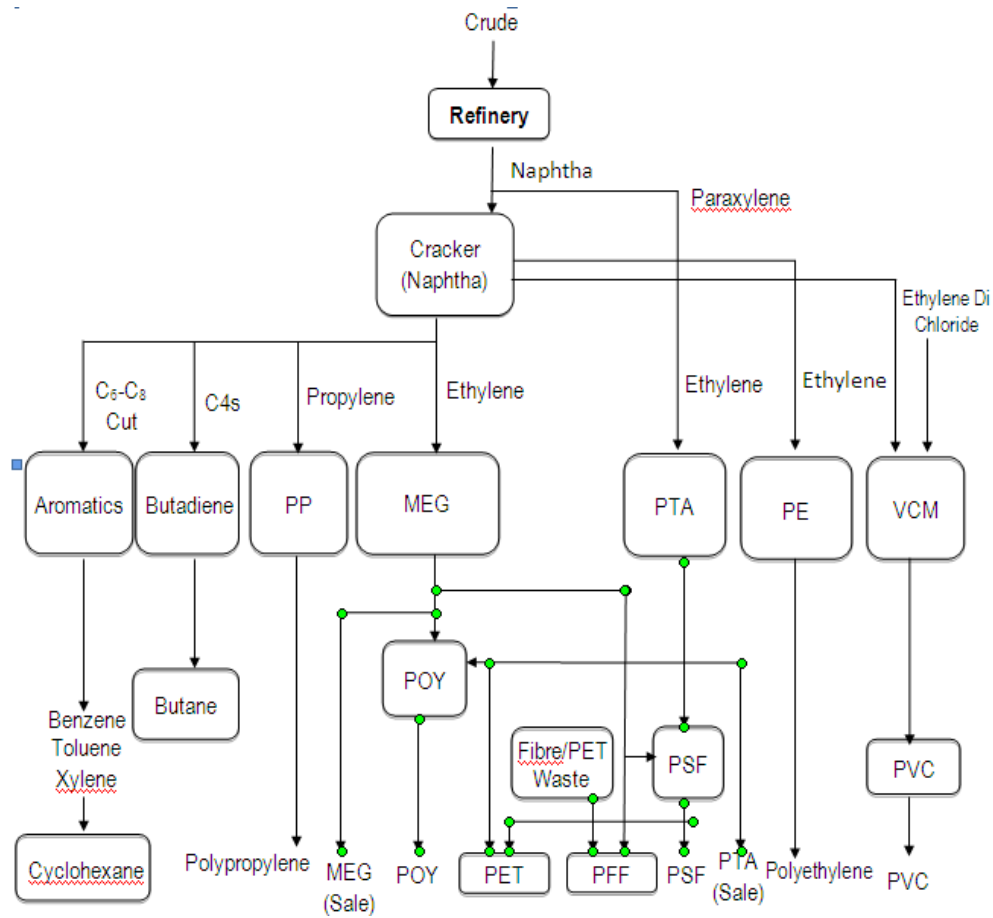 Crude
Refinery
Naphtha
Paraxylene
Cracker
(Naphtha)
Ethylene Di
Chloride
C₆-C₈
Cut
C4s
Propylene
Ethylene
Ethylene
Ethylene
Aromatics
Butadiene
PP
MEG
PTA
PE
VCM
POY
Butane
Benzene
Toluene
Xylene
Fibre/PET
Waste
PSF
PVC
Cyclohexane
Polypropylene
MEG
(Sale)
POY
PET
PFF
PSF
PTA
(Sale)
Polyethylene
PVC